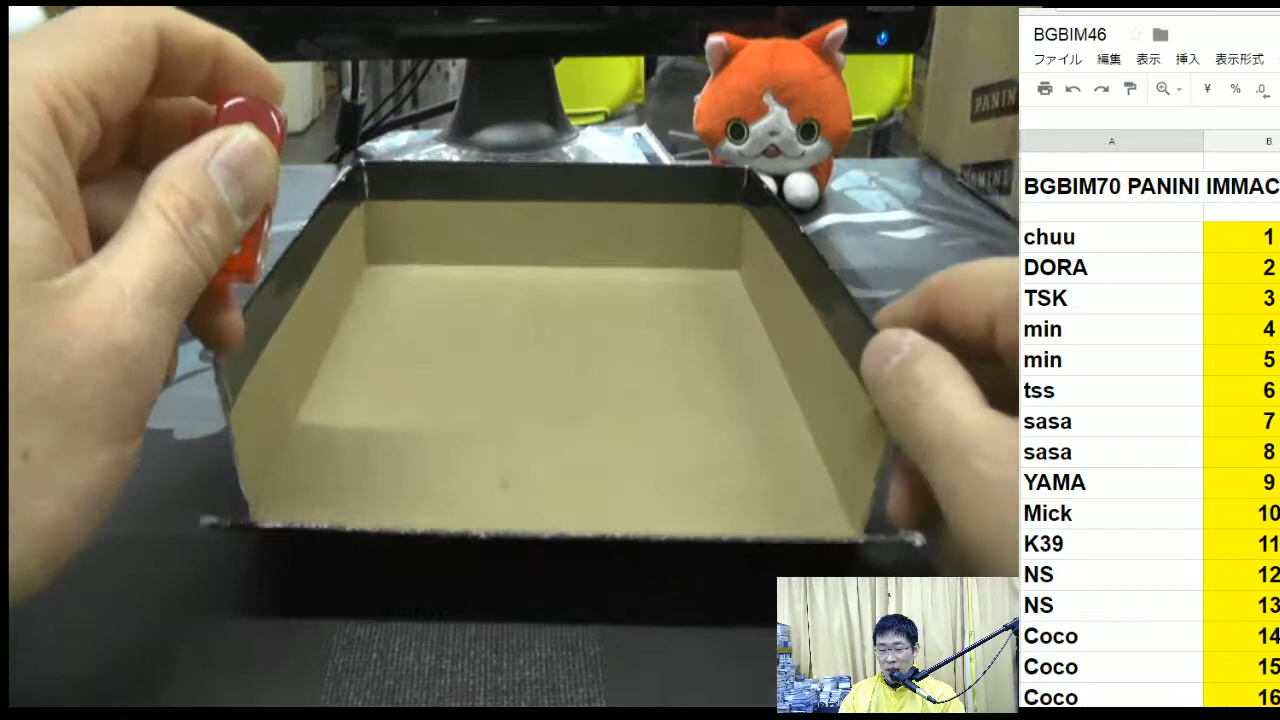 BGBIM46
ファイル 編集 表示 挿入 表示形式
¥ % .0
A B
BGBIM70 PANINI IMMAC
chuu 1
DORA 2
TSK 3
min 4
min 5
tss 6
sasa 7
sasa 8
YAMA 9
Mick 10
K39 11
NS 12
NS 13
Coco 14
Coco 15
Coco 16
PANINI
PANINI